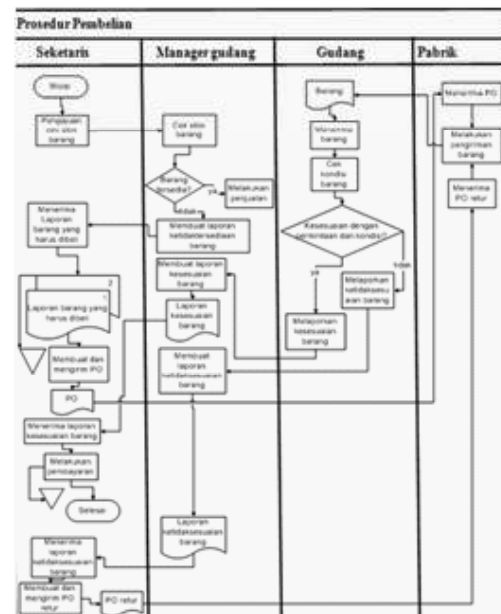 Prosedur Pembelian
Seketaris
Manager gudang
Gudang
Pabrik
Mulai
Pengajuan
cek stok
barang
Menerima
Laporan
barang yang
harus dibeli
2
1
Laporan barang yang
harus dibeli
Membuat dan
mengirim PO
PO
Menerima laporan
kesesuaian barang
Melakukan
pembayaran
Selesai
Menerima
laporan
ketidaksesuaian
barang
Membuat dan
mengirim PO
retur
PO retur
Cek stok
barang
Barang
tersedia?
ya
Melakukan
penjualan
tidak
Membuat laporan
ketidaktersediaan
barang
Membuat laporan
kesesuaian barang
Laporan
kesesuaian
barang
Membuat
laporan
ketidaksesuaian
barang
Laporan
ketidaksesuaian
barang
Barang
Menerima
barang
Cek
kondisi
barang
Kesesuaian dengan
permintaan dan kondisi?
ya
tidak
Melaporkan
ketidaksesu
aian barang
Melaporkan
kesesuaian
barang
Menerima PO
Melakukan
pengiriman
barang
Menerima
PO retur